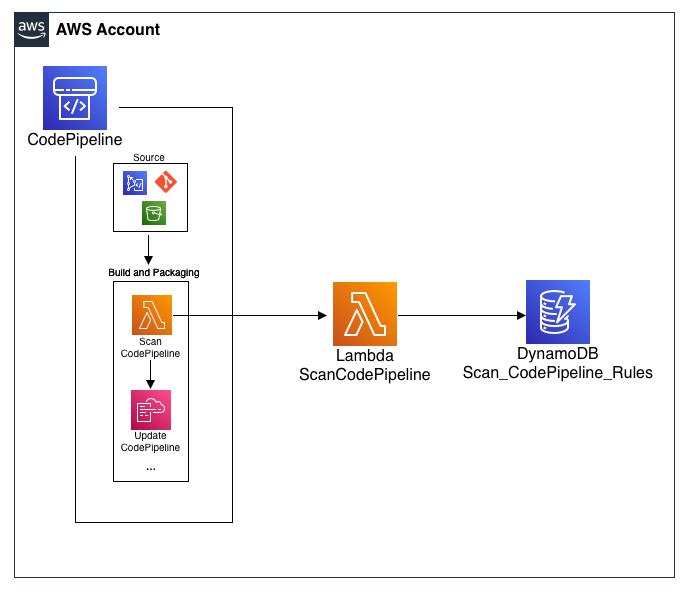 aws
AWS Account
CodePipeline
Source
Build and Packaging
Scan
CodePipeline
Update
CodePipeline
...
Lambda
ScanCodePipeline
DynamoDB
Scan_CodePipeline_Rules